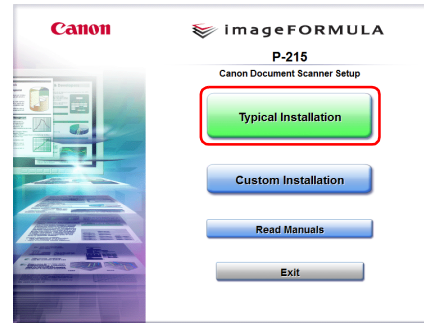 Canon
imageFORMULA
P-215
Canon Document Scanner Setup
Typical Installation
Custom Installation
Read Manuals
Exit